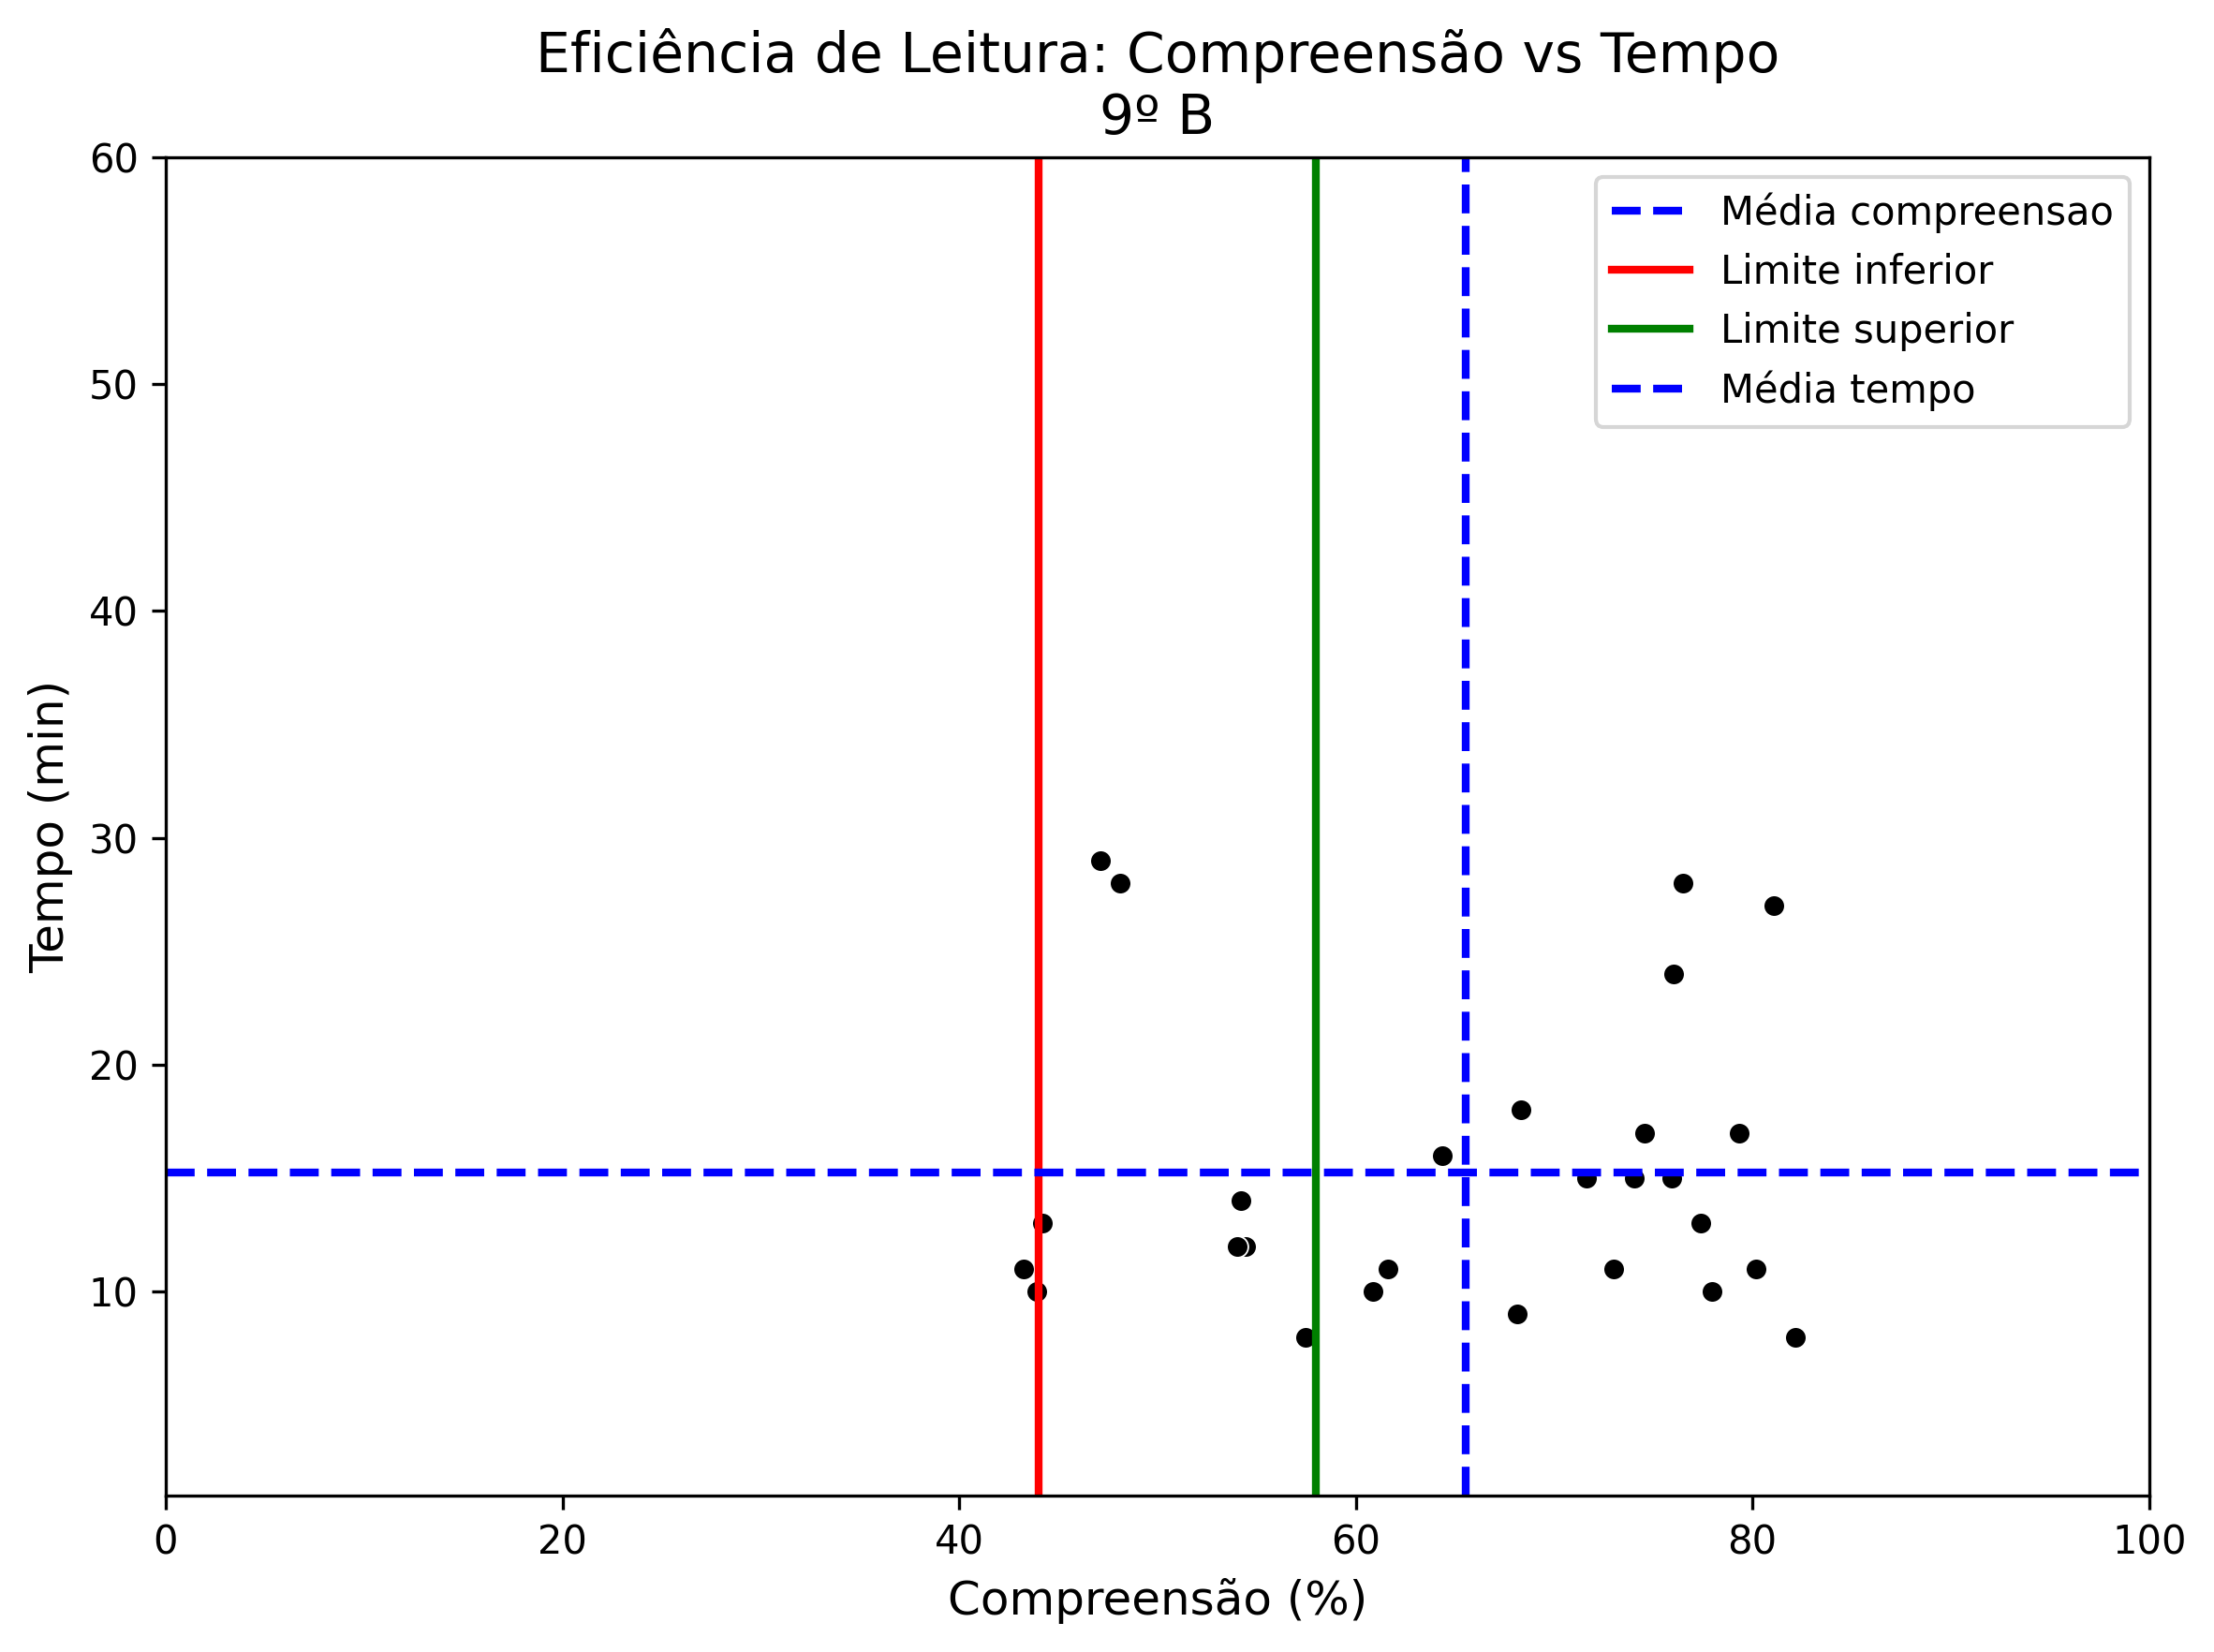 Eficiência de Leitura: Compreensão vs Tempo
9º B
60
50
40
30
20
10
Tempo (min)
Média compreensao
Limite inferior
Limite superior
Média tempo
0
20
40
60
80
100
Compreensão (%)